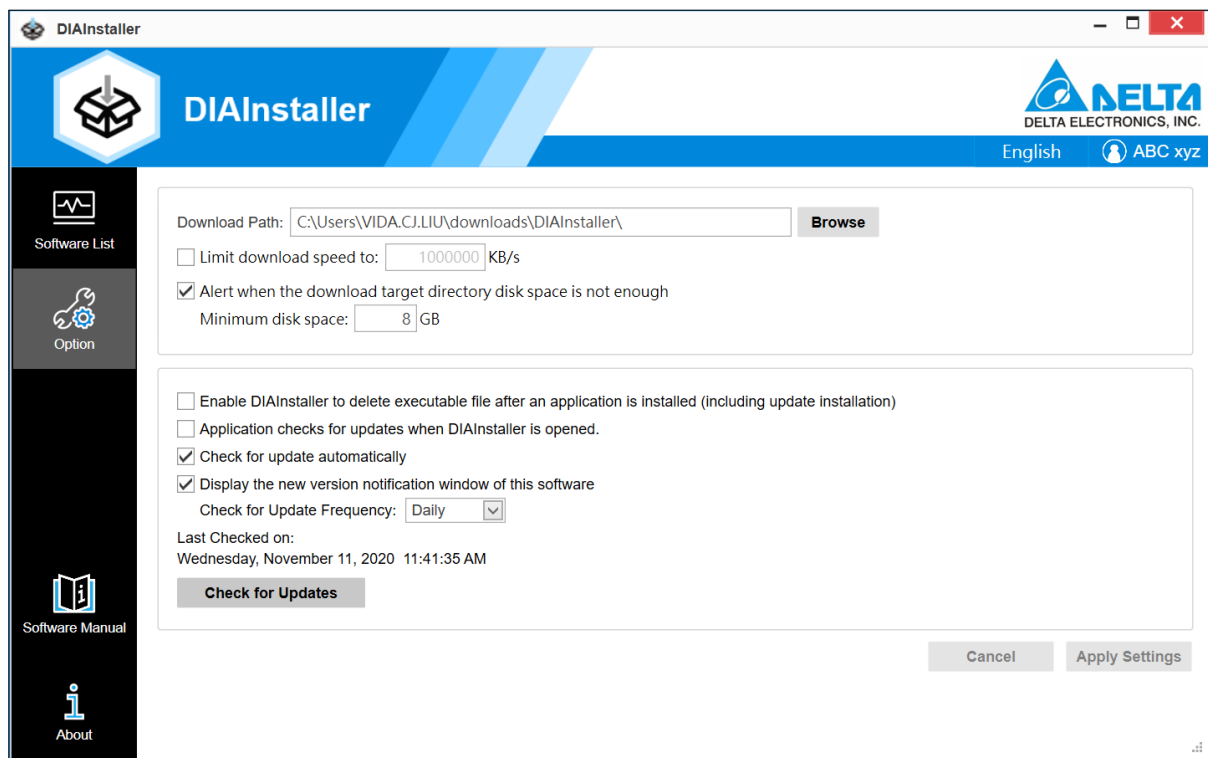 DIAInstaller
DIAInstaller
DELTA
DELTA ELECTRONICS, INC.
English ABC xyz
Software List
Option
Software Manual
About
Download Path: C:\Users\VIDA.CJ.LIU\downloads\DIAInstaller\ Browse
Limit download speed to: 1000000 KB/s
Alert when the download target directory disk space is not enough
Minimum disk space: 8 GB
Enable DIAInstaller to delete executable file after an application is installed (including update installation)
Application checks for updates when DIAInstaller is opened.
Check for update automatically
Display the new version notification window of this software
Check for Update Frequency: Daily
Last Checked on:
Wednesday, November 11, 2020 11:41:35 AM
Check for Updates
Cancel Apply Settings